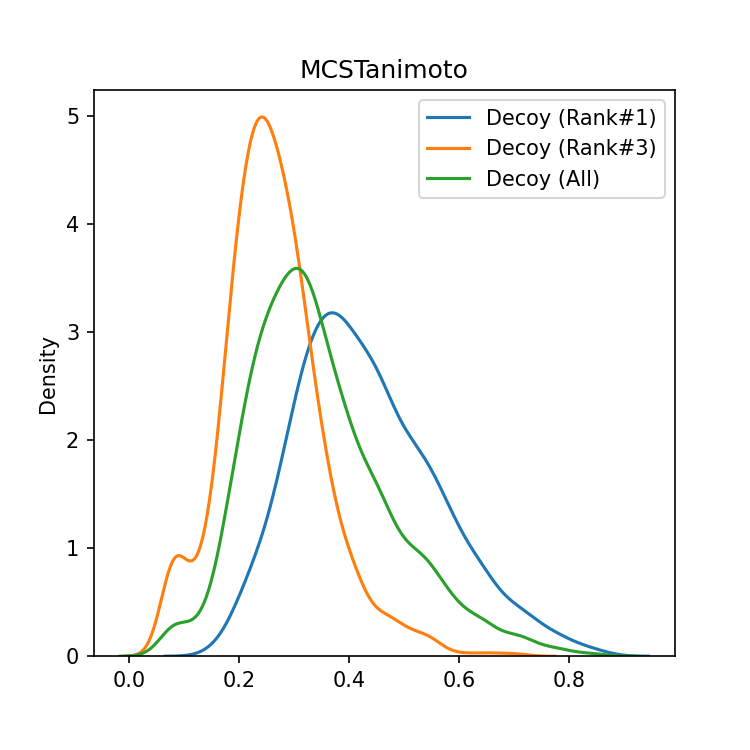 MCSTanimoto
Decoy (Rank#1)
Decoy (Rank#3)
Decoy (All)
Density
5
4
3
2
1
0
0.0 0.2 0.4 0.6 0.8